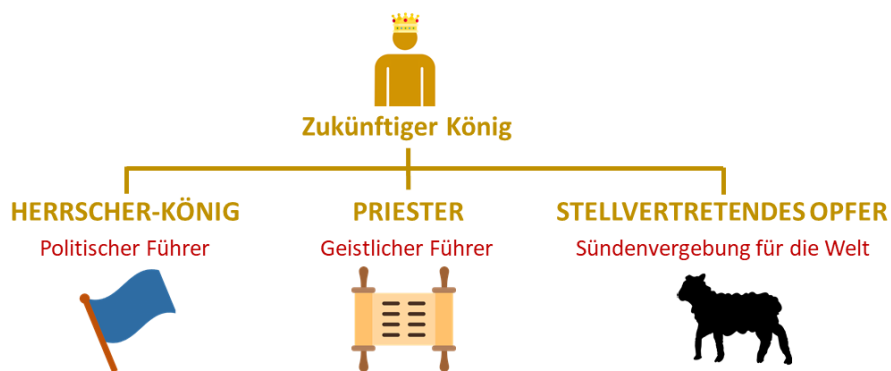 Zukünftiger König
HERRSCHER-KÖNIG
Politischer Führer
PRIESTER
Geistlicher Führer
STELLVERTRETENDES OPFER
Sündenvergebung für die Welt